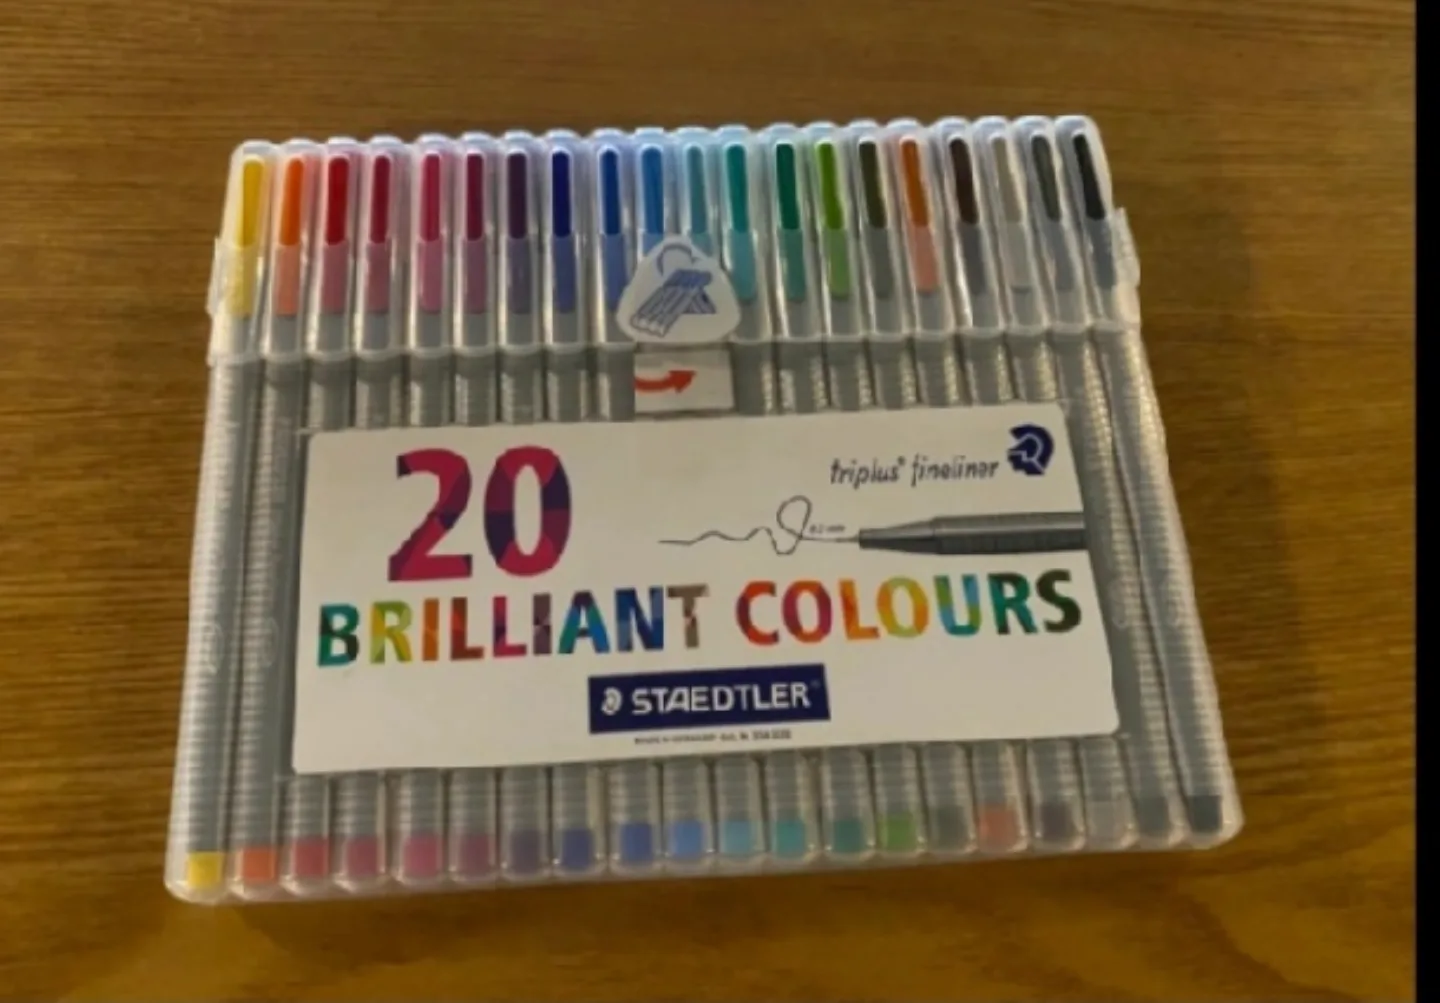 20
triplus® fineliner
BRILLIANT COLOURS
STAEDTLER®